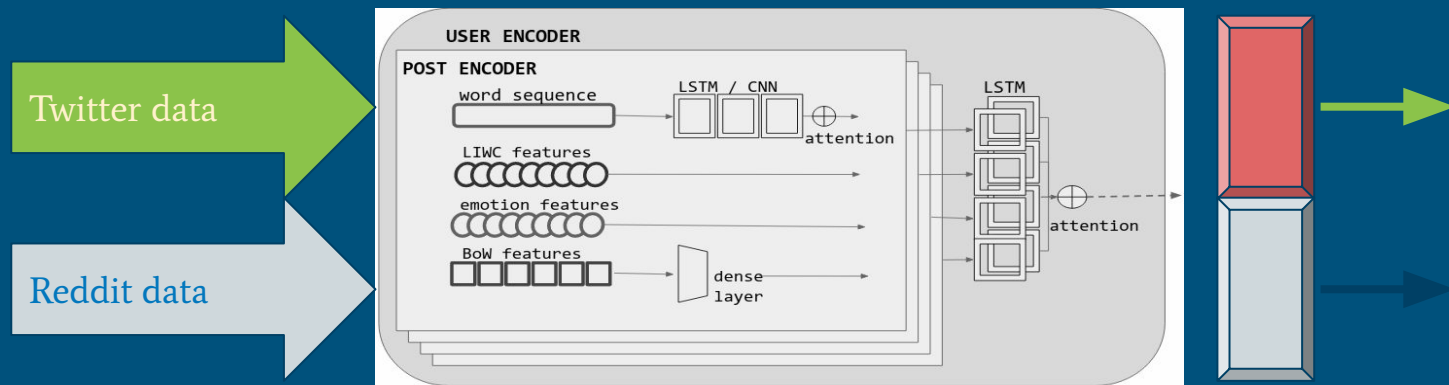 Twitter data
Reddit data
USER ENCODER
POST ENCODER
word sequence
LSTM / CNN
attention
LIWC features
emotion features
BoW features
dense
layer
LSTM
attention